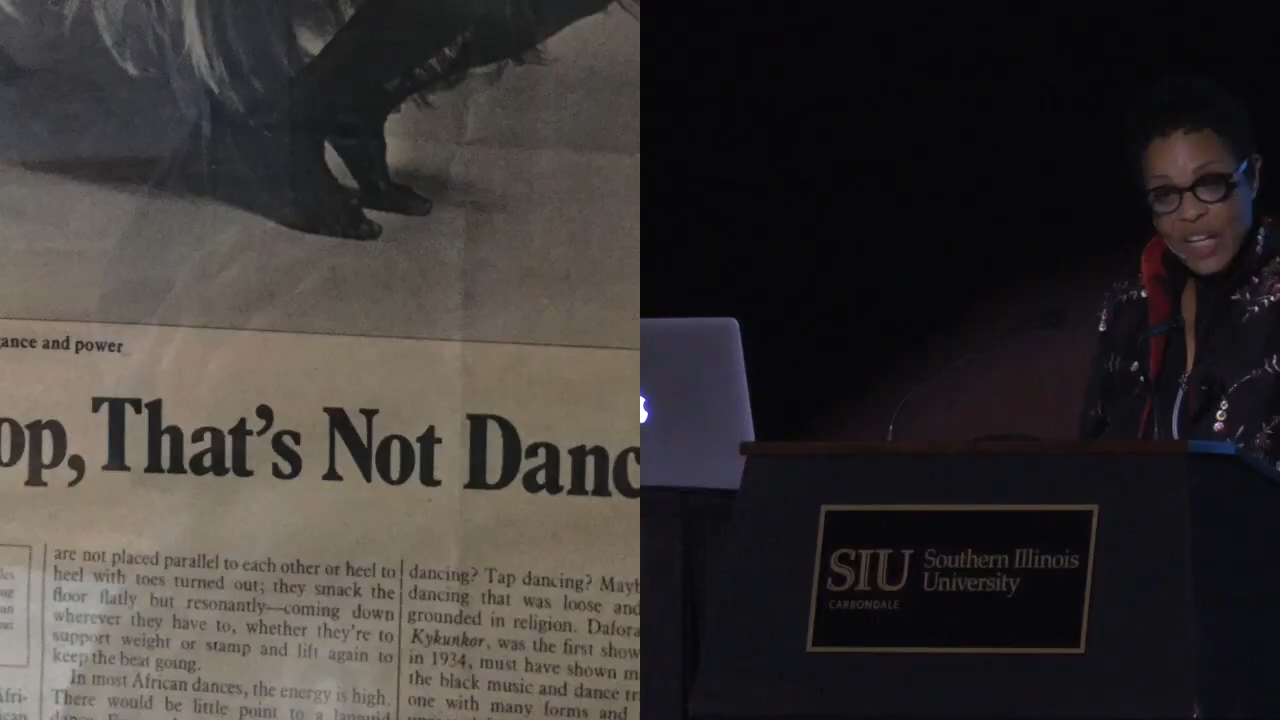 ance and power
op, That's Not Danc
are not placed parallel to each other or heel to
heel with toes turned out; they smack the
floor flatly but resonantly—coming down
wherever they have to, whether they're to
support weight or stamp and lift again to
keep the beat going.
In most African dances, the energy is high.
There would be little point to a languid
dancing? Tap dancing? Mayb
dancing that was loose and
grounded in religion. Dafora
Kykunkor, was the first show
in 1934, must have shown m
the black music and dance tr
one with many forms and
SIU Southern Illinois
University
CARBONDALE